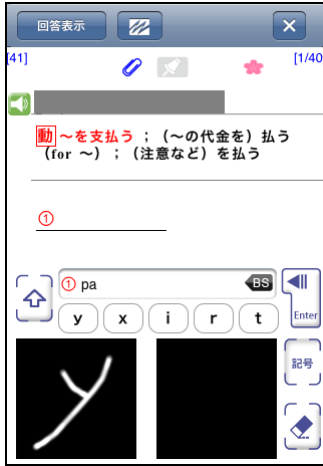 回答表示
[41] [1/40
動 ～を支払う ; （～の代金を）払う
（for ～）; （注意など）を払う
①
① pa BS
Enter
y x i r t
記号
y